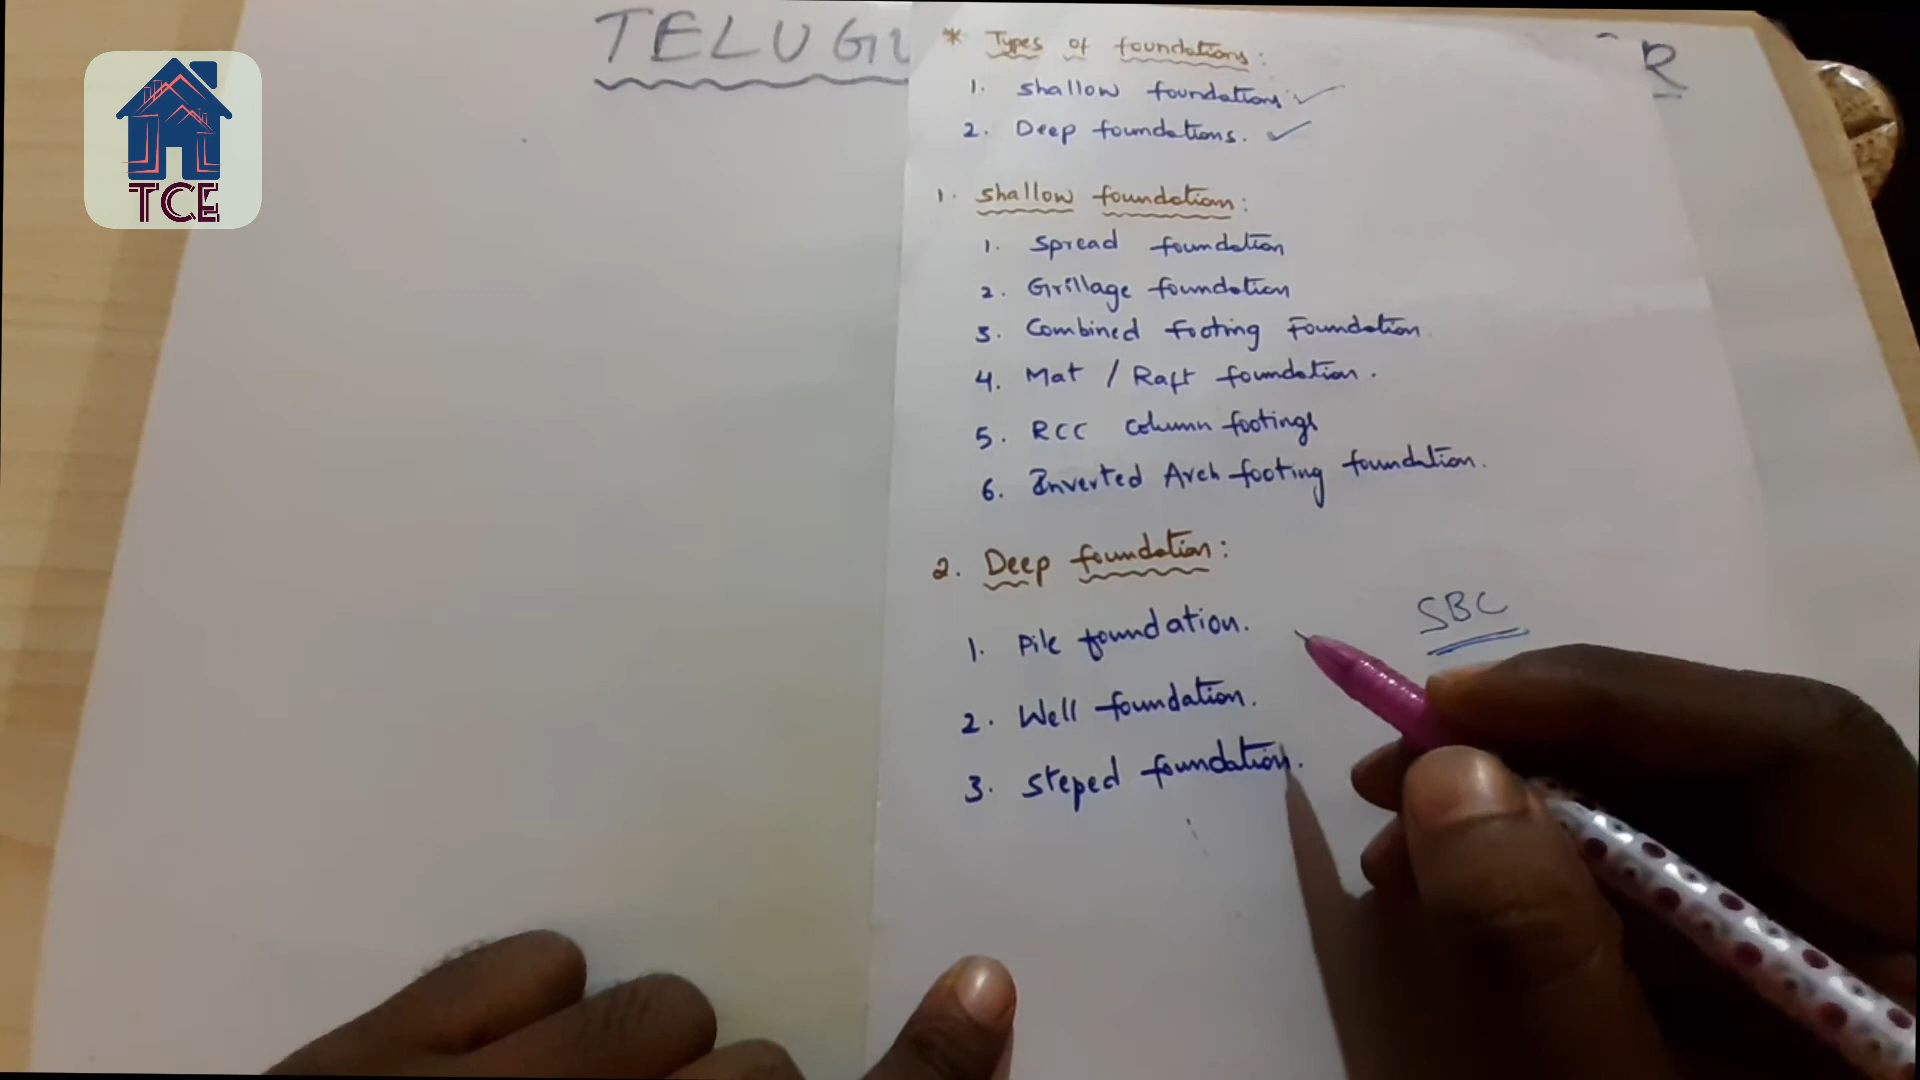 TELUGU
R
TCE
* Types of foundations:
1. shallow foundations ✓
2. Deep foundations. ✓
1. shallow foundations:
1. Spread foundation
2. Grillage foundation
3. Combined footing Foundation
4. Mat / Raft foundation.
5. RCC column footings
6. Inverted Arch footing foundation.
2. Deep foundation:
SBC
1. Pile foundation.
2. Well foundation.
3. steped foundation.